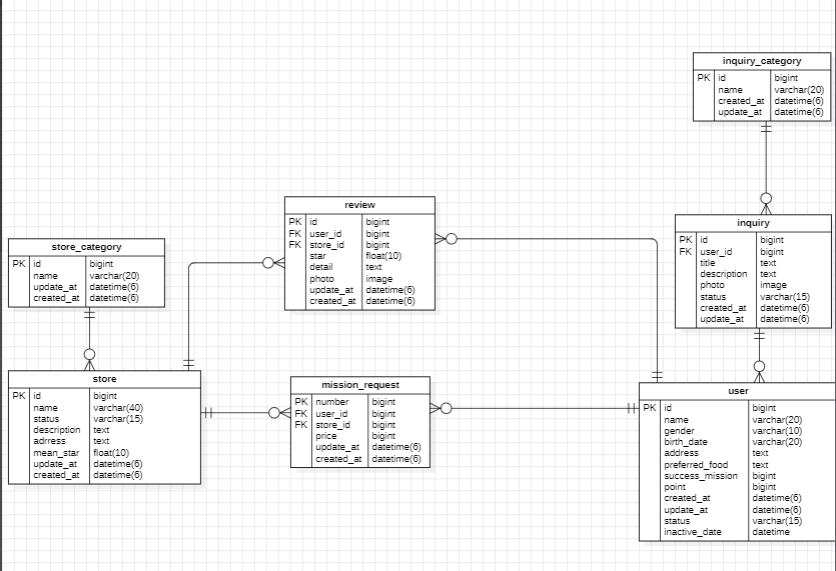 inquiry_category
PK id bigint
name varchar(20)
created_at datetime(6)
update_at datetime(6)
review
PK id bigint
FK user_id bigint
FK store_id bigint
star float(10)
detail text
photo image
update_at datetime(6)
created_at datetime(6)
inquiry
PK id bigint
FK user_id bigint
title text
description text
photo image
status varchar(15)
created_at datetime(6)
update_at datetime(6)
store_category
PK id bigint
name varchar(20)
update_at datetime(6)
created_at datetime(6)
store
PK id bigint
name varchar(40)
status varchar(15)
description text
adrress text
mean_star float(10)
update_at datetime(6)
created_at datetime(6)
mission_request
PK number bigint
FK user_id bigint
FK store_id bigint
price bigint
update_at datetime(6)
created_at datetime(6)
user
PK id bigint
name varchar(20)
gender varchar(10)
birth_date varchar(20)
address text
preferred_food text
success_mission bigint
point bigint
created_at datetime(6)
update_at datetime(6)
status varchar(15)
inactive_date datetime